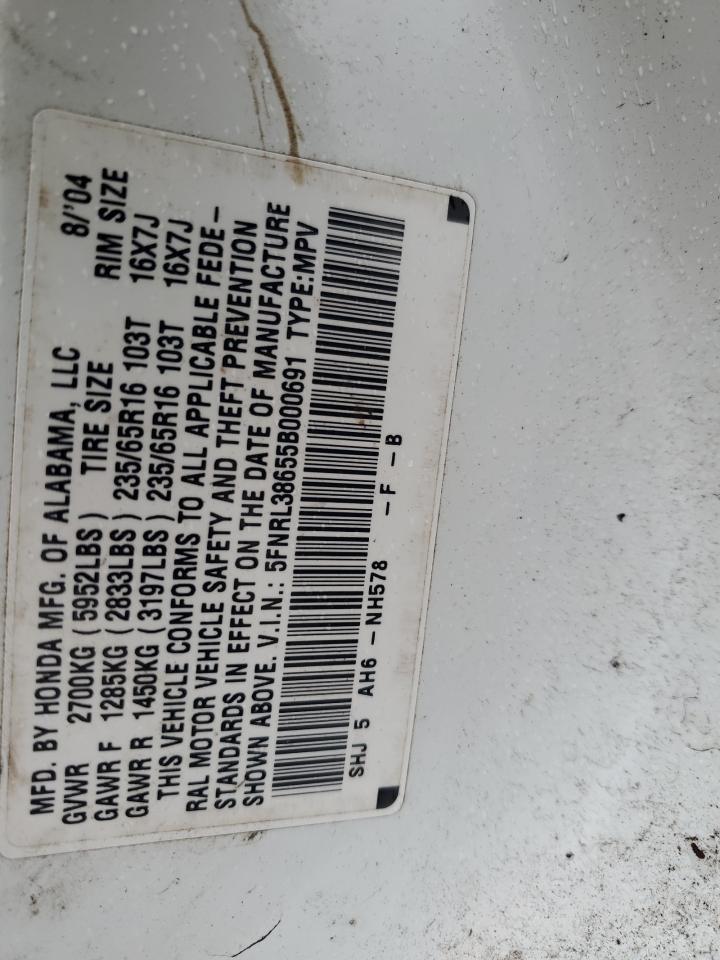 MFD. BY HONDA MFG. OF ALABAMA, LLC 8/'04
GVWR 2700KG (5952LBS) TIRE SIZE RIM SIZE
GAWR F 1285KG (2833LBS) 235/65R16 103T 16X7J
GAWR R 1450KG (3197LBS) 235/65R16 103T 16X7J
THIS VEHICLE CONFORMS TO ALL APPLICABLE FEDE-
RAL MOTOR VEHICLE SAFETY AND THEFT PREVENTION
STANDARDS IN EFFECT ON THE DATE OF MANUFACTURE
SHOWN ABOVE. V.I.N.: 5FNRL38655B000691 TYPE:MPV
SHJ 5 AH6 -NH578 -F -B